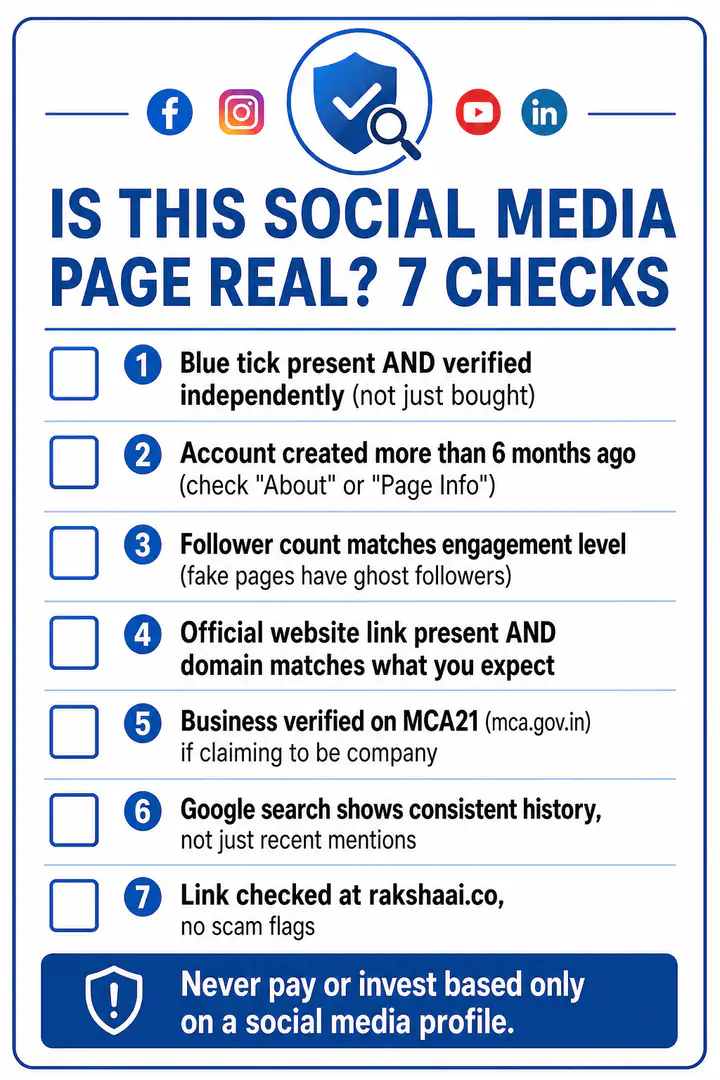 f
in
IS THIS SOCIAL MEDIA
PAGE REAL? 7 CHECKS
1 Blue tick present AND verified
independently (not just bought)
2 Account created more than 6 months ago
(check "About" or "Page Info")
3 Follower count matches engagement level
(fake pages have ghost followers)
4 Official website link present AND
domain matches what you expect
5 Business verified on MCA21 (mca.gov.in)
if claiming to be company
6 Google search shows consistent history,
not just recent mentions
7 Link checked at rakshaai.co,
no scam flags
Never pay or invest based only
on a social media profile.